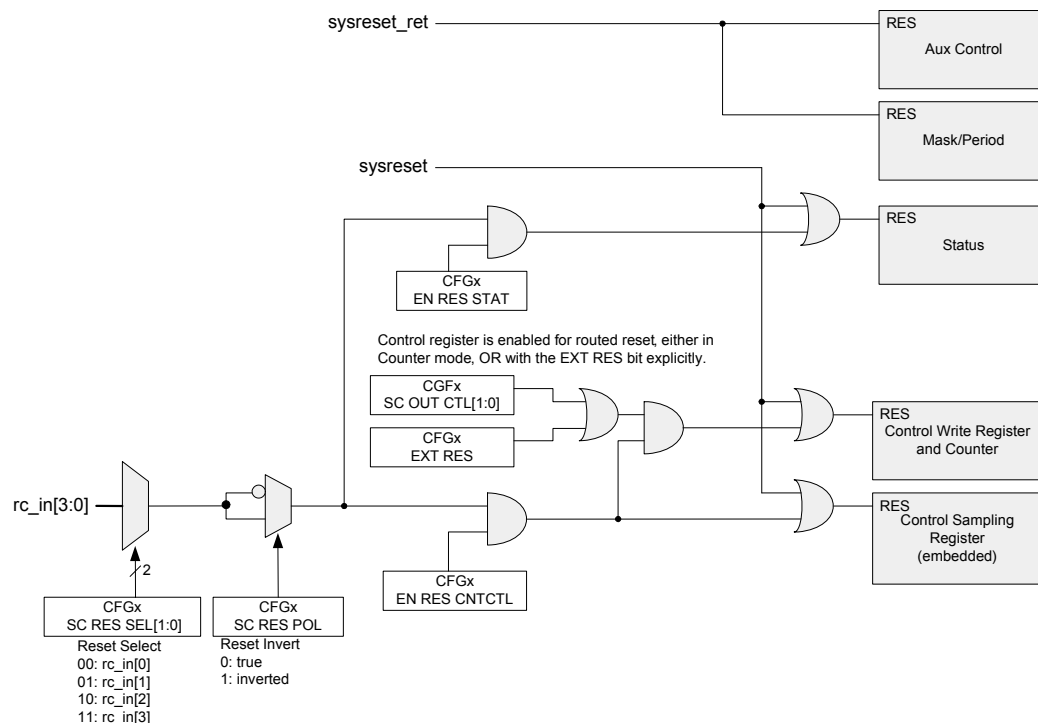 sysreset_ret
RES
Aux Control
RES
Mask/Period
sysreset
RES
Status
CFGx
EN RES STAT
Control register is enabled for routed reset, either in
Counter mode, OR with the EXT RES bit explicitly.
CGFx
SC OUT CTL[1:0]
CFGx
EXT RES
RES
Control Write Register
and Counter
rc_in[3:0]
RES
Control Sampling
Register
(embedded)
2
CFGx
EN RES CNTCTL
CFGx
SC RES SEL[1:0]
CFGx
SC RES POL
Reset Select
00: rc_in[0]
01: rc_in[1]
10: rc_in[2]
11: rc_in[3]
Reset Invert
0: true
1: inverted